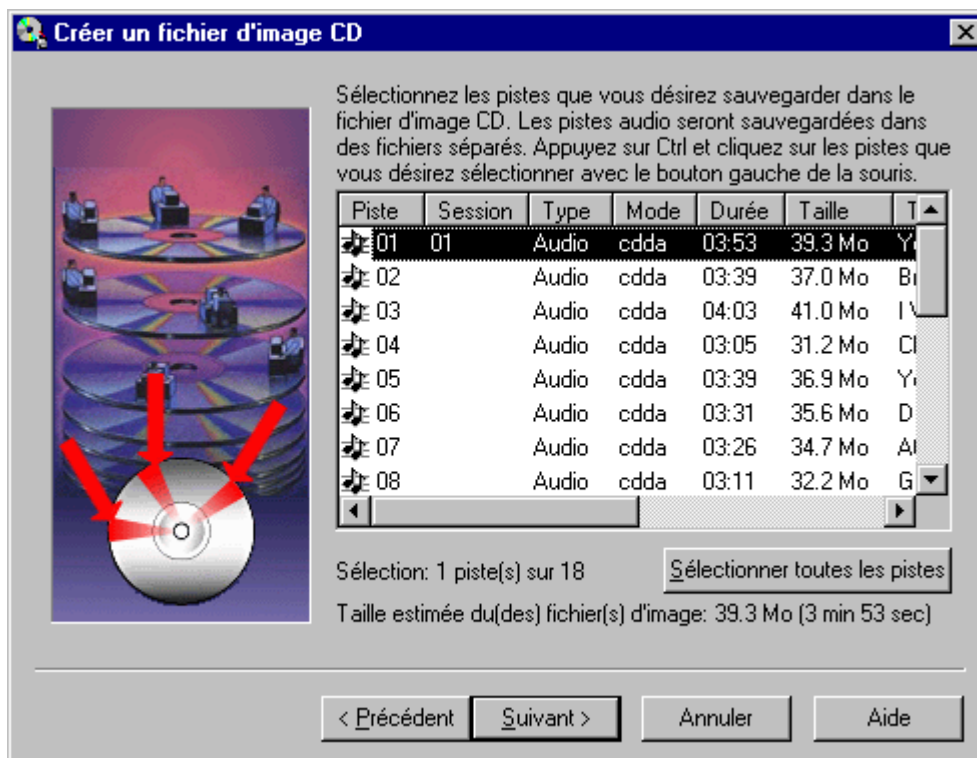 Créer un fichier d'image CD
Sélectionnez les pistes que vous désirez sauvegarder dans le
fichier d'image CD. Les pistes audio seront sauvegardées dans
des fichiers séparés. Appuyez sur Ctrl et cliquez sur les pistes que
vous désirez sélectionner avec le bouton gauche de la souris.
Piste Session Type Mode Durée Taille
01 01 Audio cdda 03:53 39.3 Mo
02 Audio cdda 03:39 37.0 Mo
03 Audio cdda 04:03 41.0 Mo I
04 Audio cdda 03:05 31.2 Mo
05 Audio cdda 03:39 36.9 Mo
06 Audio cdda 03:31 35.6 Mo
07 Audio cdda 03:26 34.7 Mo
08 Audio cdda 03:11 32.2 Mo
Sélection: 1 piste(s) sur 18 Sélectionner toutes les pistes
Taille estimée du(des) fichier(s) d'image: 39.3 Mo (3 min 53 sec)
< Précédent Suivant > Annuler Aide